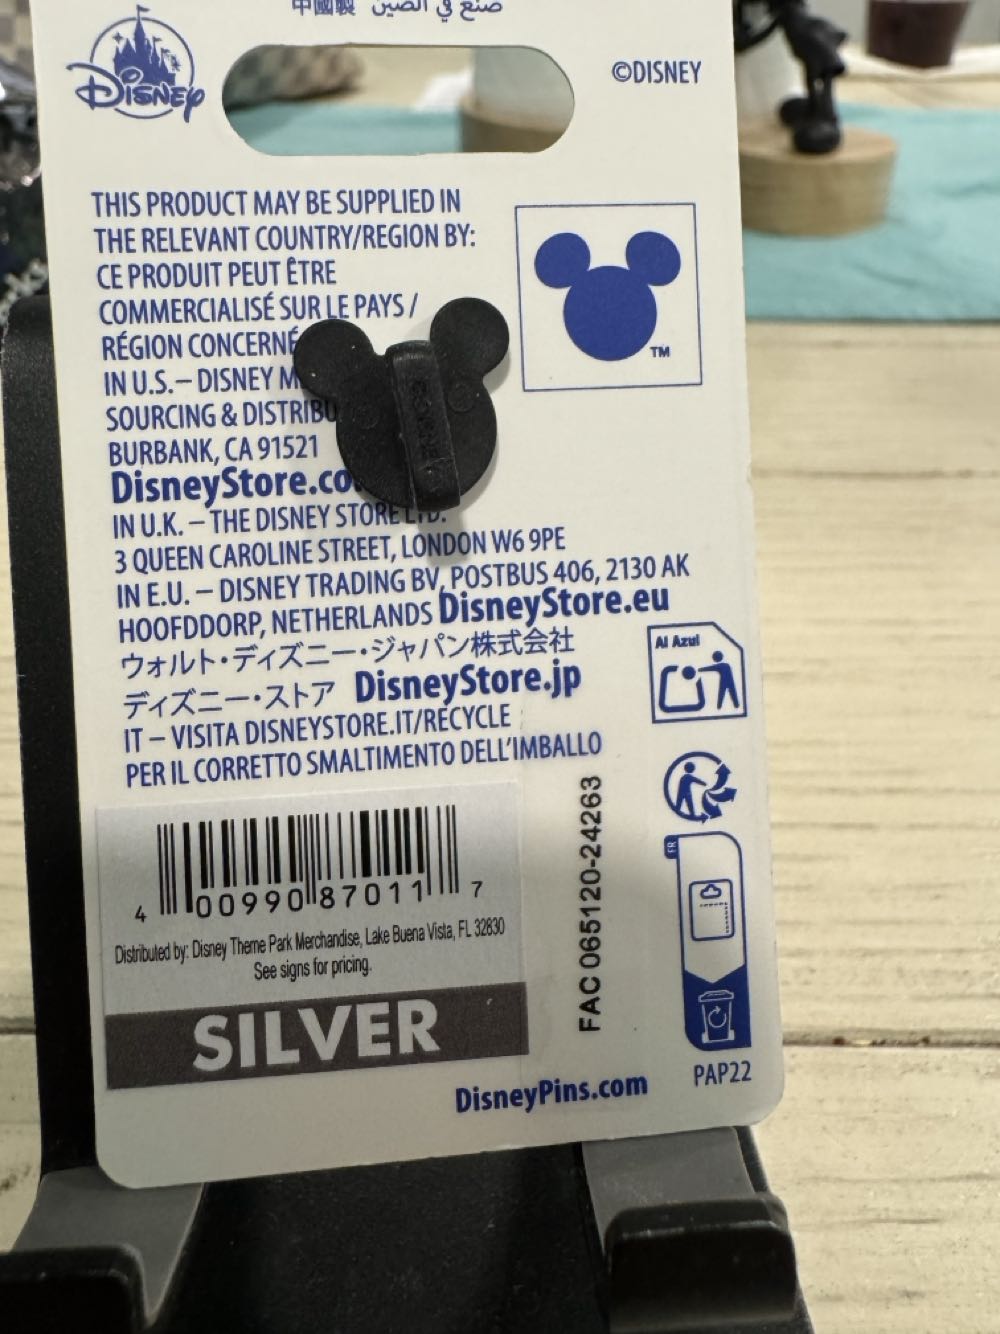 中國製 صنع في الصين
Disney
©DISNEY
THIS PRODUCT MAY BE SUPPLIED IN
THE RELEVANT COUNTRY/REGION BY:
CE PRODUIT PEUT ÊTRE
COMMERCIALISÉ SUR LE PAYS /
RÉGION CONCERNÉ
IN U.S. – DISNEY M
SOURCING & DISTRIBU
BURBANK, CA 91521
DisneyStore.co
IN U.K. – THE DISNEY STORE LTD.
3 QUEEN CAROLINE STREET, LONDON W6 9PE
IN E.U. – DISNEY TRADING BV, POSTBUS 406, 2130 AK
HOOFDDORP, NETHERLANDS DisneyStore.eu
ウォルト・ディズニー・ジャパン株式会社
ディズニー・ストア DisneyStore.jp
IT – VISITA DISNEYSTORE.IT/RECYCLE
PER IL CORRETTO SMALTIMENTO DELL'IMBALLO
TM
Al Azul
FR
4 00990 87011 7
Distributed by: Disney Theme Park Merchandise, Lake Buena Vista, FL 32830
See signs for pricing.
SILVER
FAC 065120-24263
DisneyPins.com
PAP22